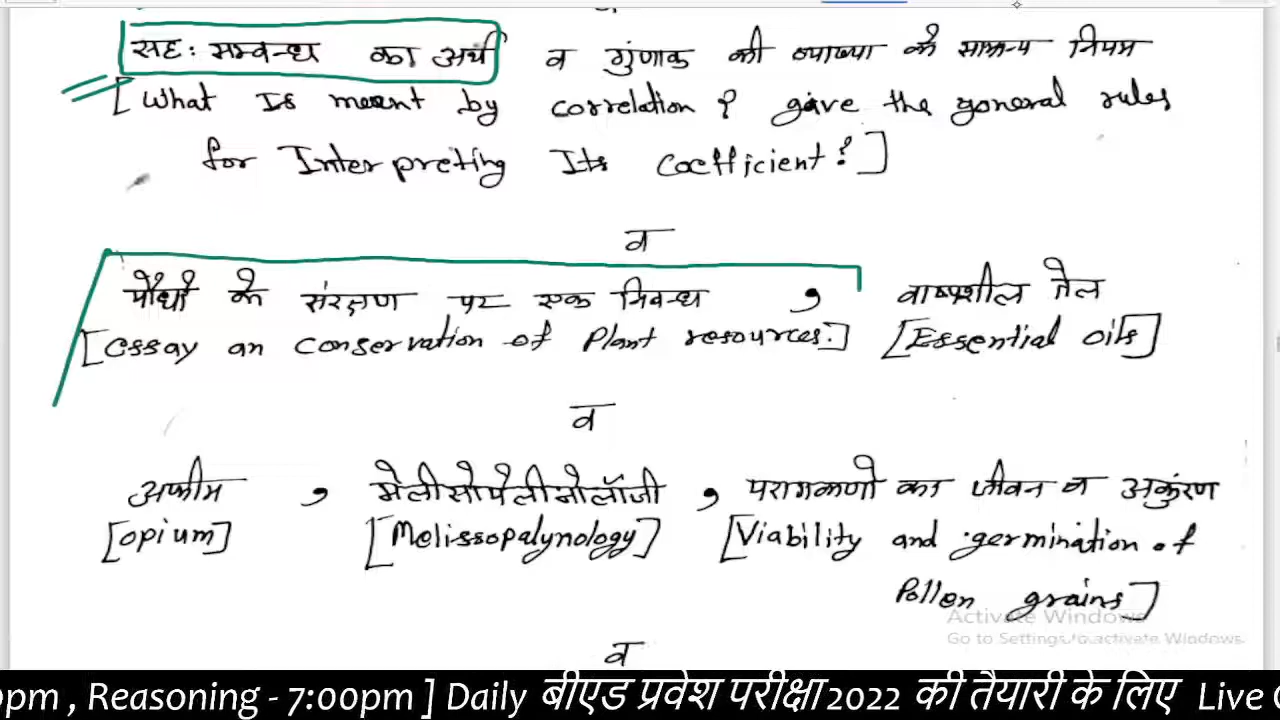 सहः सम्बन्ध का अर्थ व गुंणाक की व्याख्या के सामान्य नियम
[What Is meant by correlation? give the general rules
for Interpreting Its coefficient?]
व
पौधों के संरक्षण पर एक निबन्ध , वाष्पशील तेल
[essay an conservation of Plant resources.] [Essential oils]
व
अफीम , मेलीसोपेलीनोलॉजी , परागकणो का जीवन व अकुंरण
[opium] [Melissopalynology] [Viability and germination of
Pollen grains]
Activate Windows
Go to Settings to activate Windows.
व
0pm , Reasoning - 7:00pm ] Daily बीएड प्रवेश परीक्षा 2022 की तैयारी के लिए Live